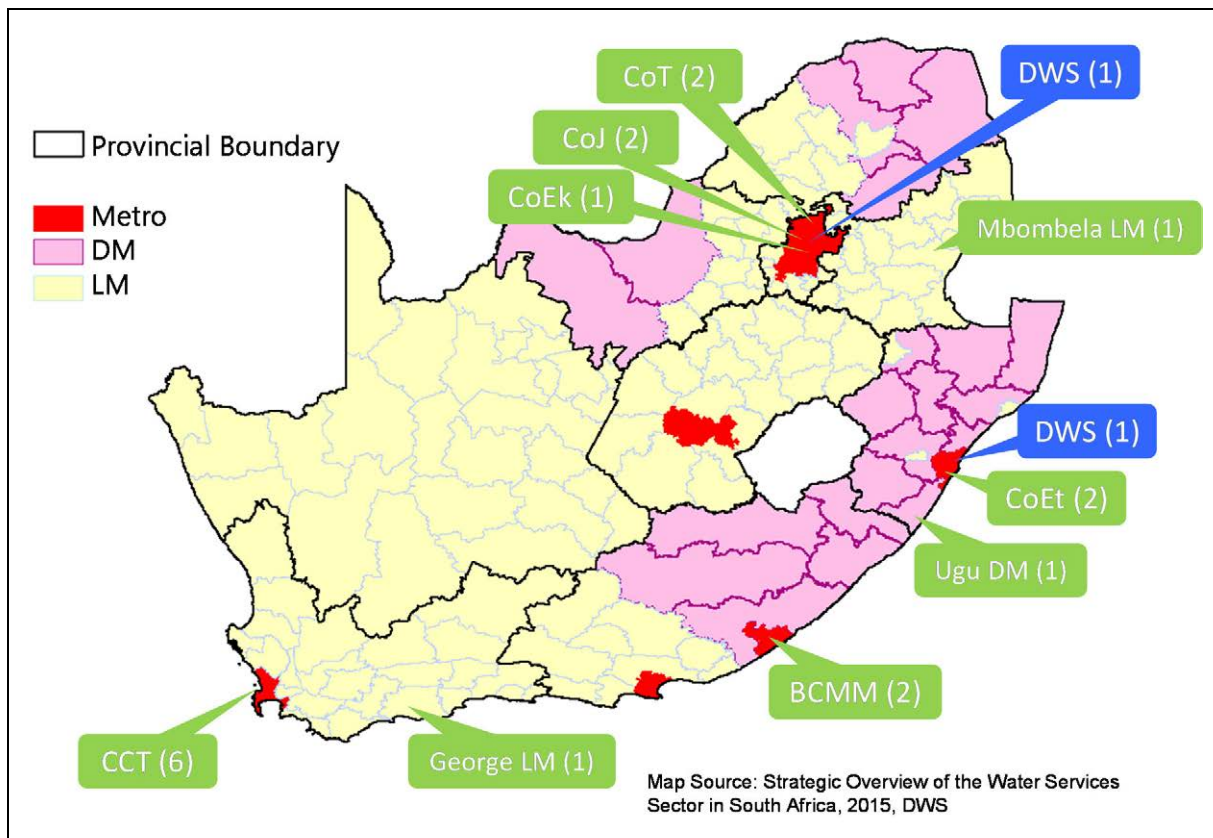 CoT (2)
DWS (1)
CoJ (2)
CoEk (1)
Provincial Boundary
Metro
DM
LM
Mbombela LM (1)
DWS (1)
CoEt (2)
Ugu DM (1)
BCMM (2)
CCT (6)
George LM (1)
Map Source: Strategic Overview of the Water Services
Sector in South Africa, 2015, DWS